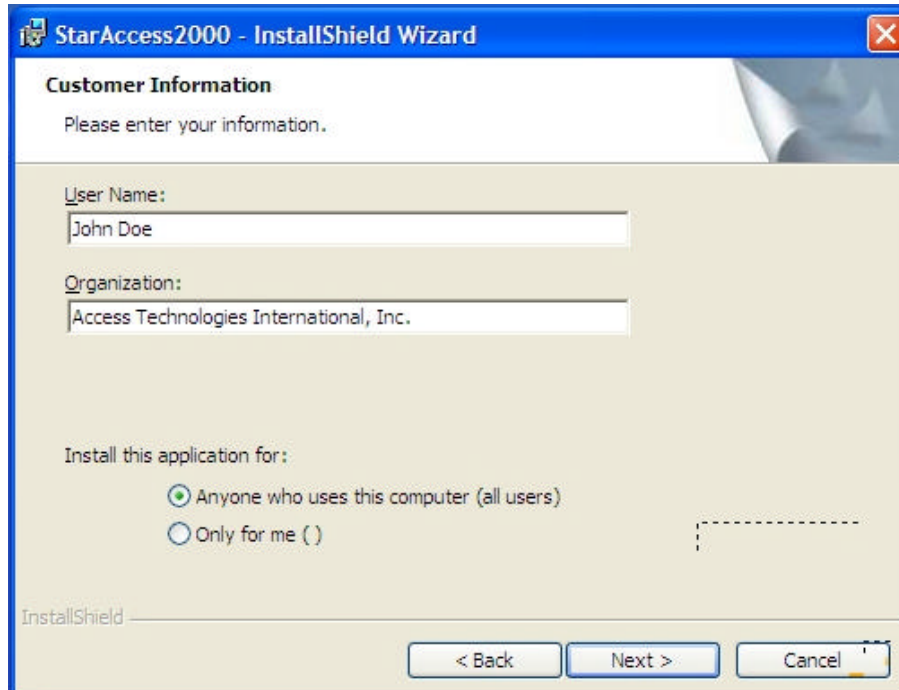 StarAccess2000 - InstallShield Wizard
Customer Information
Please enter your information.
User Name:
John Doe
Organization:
Access Technologies International, Inc.
Install this application for:
Anyone who uses this computer (all users)
Only for me ( )
InstallShield
< Back Next > Cancel